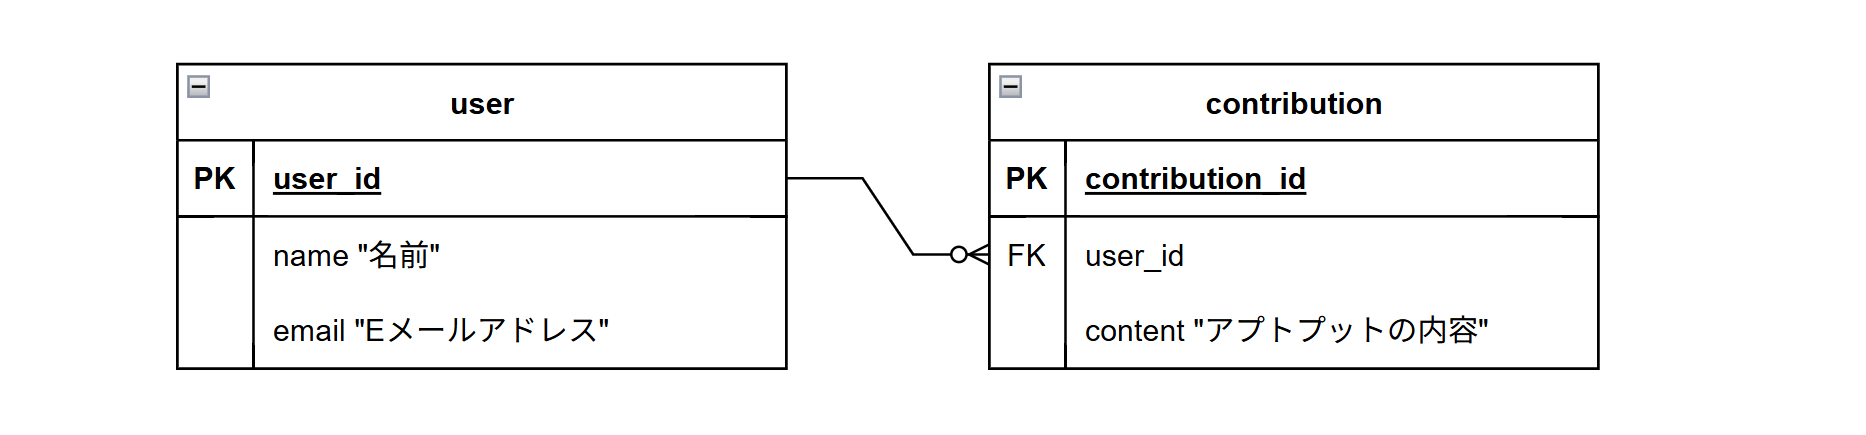 user
PK user_id
name "名前"
email "Eメールアドレス"
contribution
PK contribution_id
FK user_id
content "アプトプットの内容"